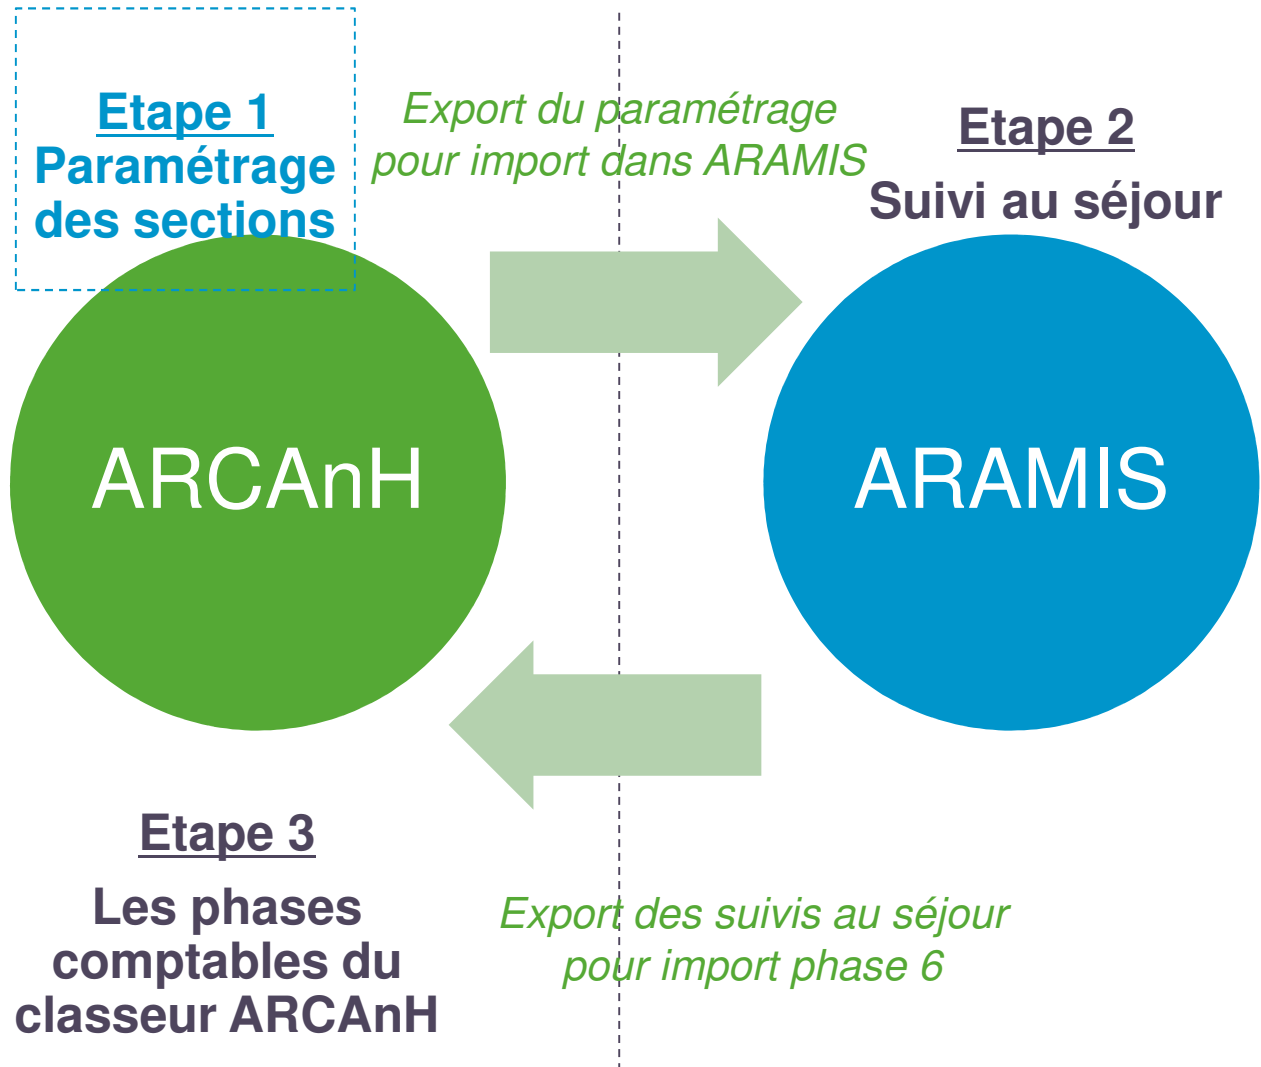 Etape 1
Paramétrage
des sections
Export du paramétrage
pour import dans ARAMIS
Etape 2
Suivi au séjour
ARCAnH
ARAMIS
Etape 3
Les phases
comptables du
classeur ARCAnH
Export des suivis au séjour
pour import phase 6